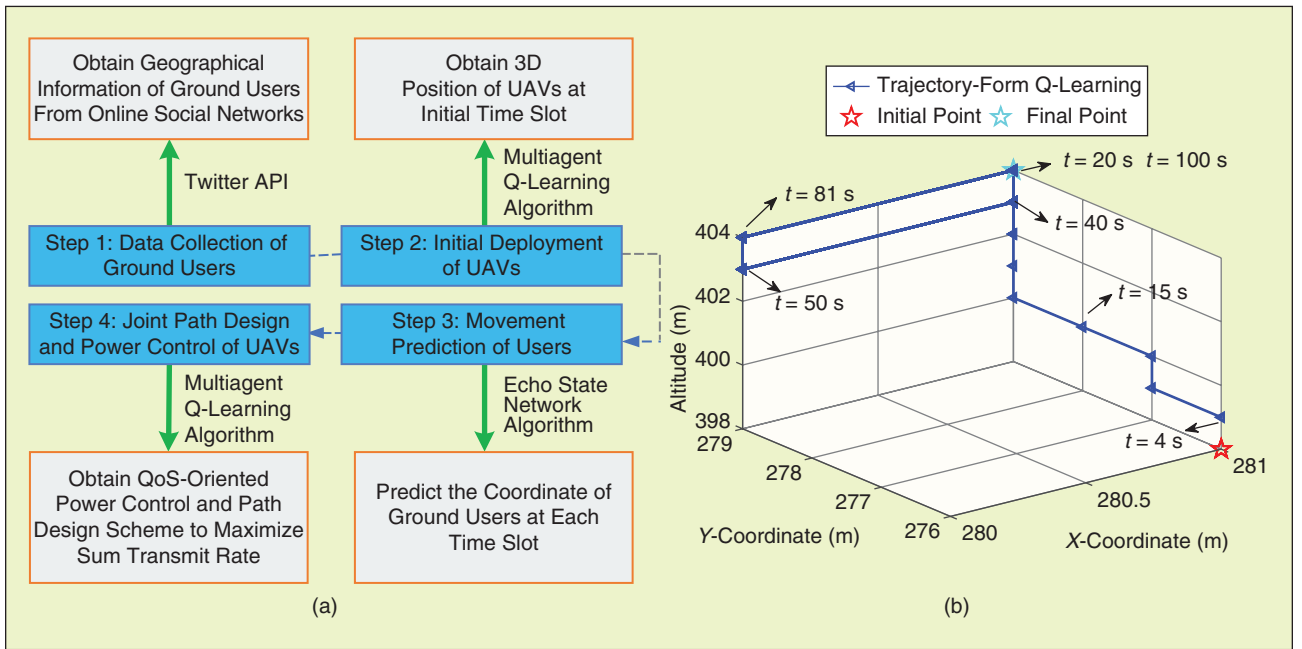 Obtain Geographical
Information of Ground Users
From Online Social Networks
Obtain 3D
Position of UAVs at
Initial Time Slot
Twitter API
Multiagent
Q-Learning
Algorithm
Step 1: Data Collection of
Ground Users
Step 2: Initial Deployment
of UAVs
Step 4: Joint Path Design
and Power Control of UAVs
Step 3: Movement
Prediction of Users
Multiagent
Q-Learning
Algorithm
Echo State
Network
Algorithm
Obtain QoS-Oriented
Power Control and Path
Design Scheme to Maximize
Sum Transmit Rate
Predict the Coordinate of
Ground Users at Each
Time Slot
(a)
Trajectory-Form Q-Learning
Initial Point
Final Point
t = 20 s t = 100 s
t = 81 s
t = 40 s
t = 50 s
t = 15 s
t = 4 s
404
402
400
398
Altitude (m)
279
278
277
276
Y-Coordinate (m)
280
280.5
281
X-Coordinate (m)
(b)